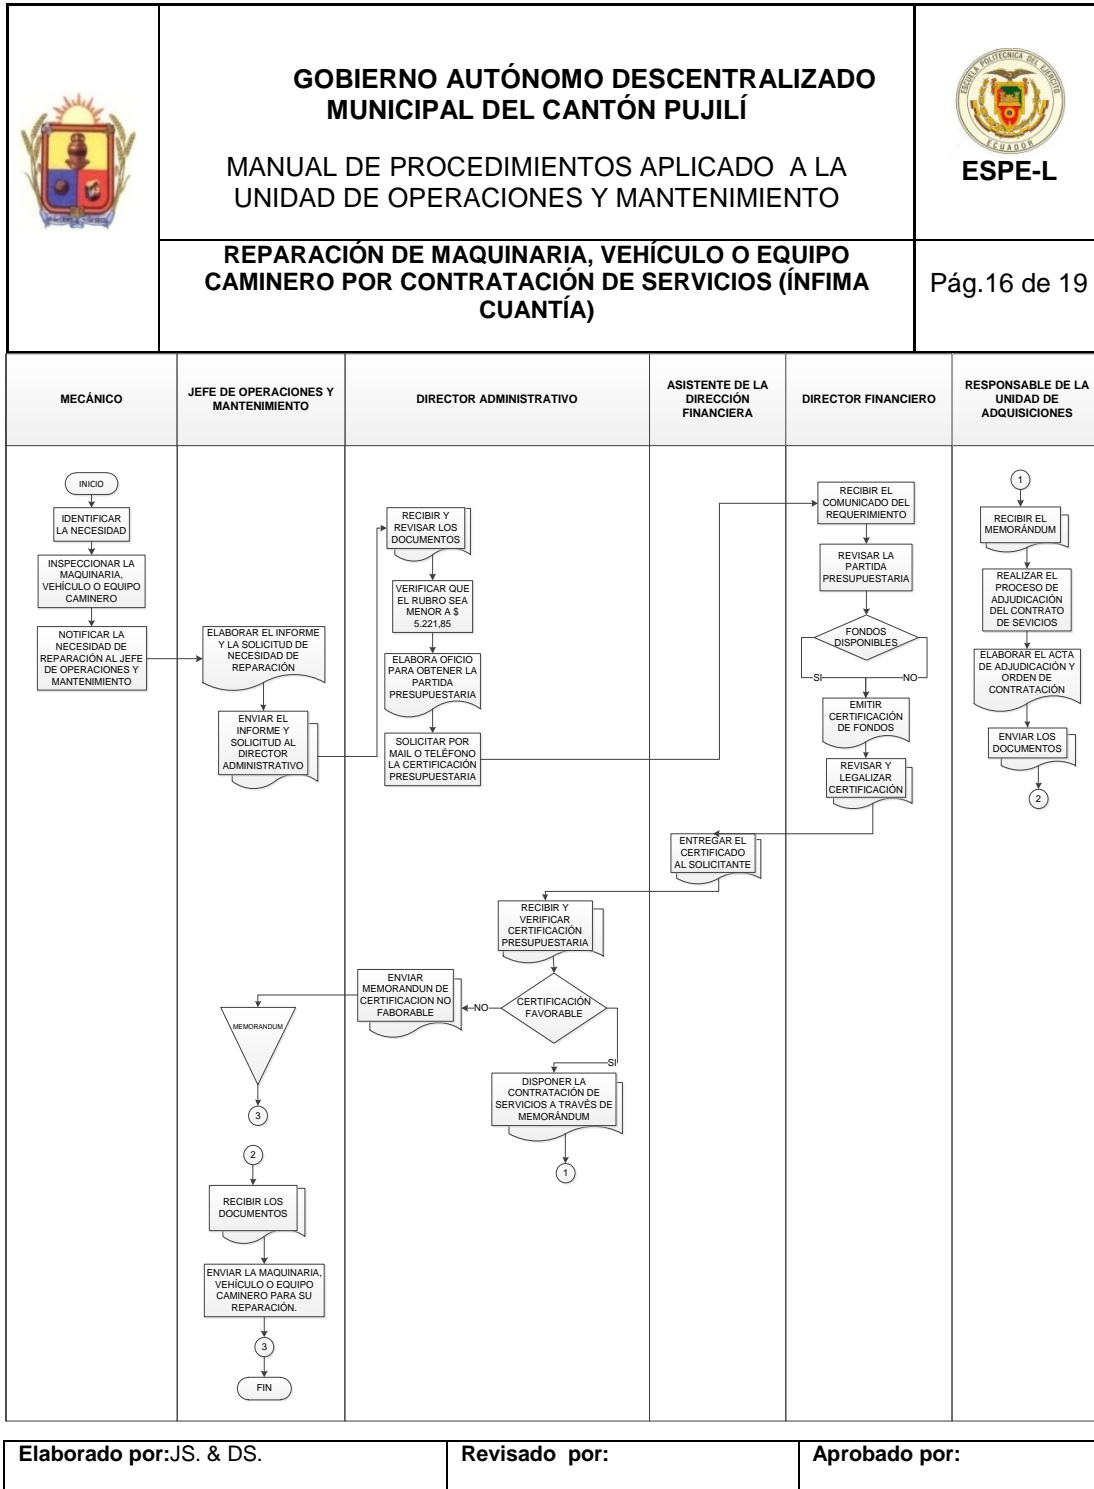 GOBIERNO AUTÓNOMO DESCENTRALIZADO
MUNICIPAL DEL CANTÓN PUJILÍ
MANUAL DE PROCEDIMIENTOS APLICADO A LA
UNIDAD DE OPERACIONES Y MANTENIMIENTO
ESCUELA POLITECNICA DEL EJERCITO
ECUADOR
ESPE-L
REPARACIÓN DE MAQUINARIA, VEHÍCULO O EQUIPO
CAMINERO POR CONTRATACIÓN DE SERVICIOS (ÍNFIMA
CUANTÍA)
Pág.16 de 19
MECÁNICO
JEFE DE OPERACIONES Y
MANTENIMIENTO
DIRECTOR ADMINISTRATIVO
ASISTENTE DE LA
DIRECCIÓN
FINANCIERA
DIRECTOR FINANCIERO
RESPONSABLE DE LA
UNIDAD DE
ADQUISICIONES
INICIO
IDENTIFICAR
LA NECESIDAD
INSPECCIONAR LA
MAQUINARIA,
VEHÍCULO O EQUIPO
CAMINERO
NOTIFICAR LA
NECESIDAD DE
REPARACIÓN AL JEFE
DE OPERACIONES Y
MANTENIMIENTO
ELABORAR EL INFORME
Y LA SOLICITUD DE
NECESIDAD DE
REPARACIÓN
ENVIAR EL
INFORME Y
SOLICITUD AL
DIRECTOR
ADMINISTRATIVO
RECIBIR Y
REVISAR LOS
DOCUMENTOS
VERIFICAR QUE
EL RUBRO SEA
MENOR A $
5.221,85
ELABORA OFICIO
PARA OBTENER LA
PARTIDA
PRESUPUESTARIA
SOLICITAR POR
MAIL O TELÉFONO
LA CERTIFICACIÓN
PRESUPUESTARIA
RECIBIR EL
COMUNICADO DEL
REQUERIMIENTO
REVISAR LA
PARTIDA
PRESUPUESTARIA
FONDOS
DISPONIBLES
SI
NO
EMITIR
CERTIFICACIÓN
DE FONDOS
REVISAR Y
LEGALIZAR
CERTIFICACIÓN
ENTREGAR EL
CERTIFICADO
AL SOLICITANTE
RECIBIR Y
VERIFICAR
CERTIFICACIÓN
PRESUPUESTARIA
CERTIFICACIÓN
FAVORABLE
NO
SI
ENVIAR
MEMORANDUN DE
CERTIFICACION NO
FABORABLE
MEMORANDUM
3
DISPONER LA
CONTRATACIÓN DE
SERVICIOS A TRAVÉS DE
MEMORÁNDUM
1
1
RECIBIR EL
MEMORÁNDUM
REALIZAR EL
PROCESO DE
ADJUDICACIÓN
DEL CONTRATO
DE SEVICIOS
ELABORAR EL ACTA
DE ADJUDICACIÓN Y
ORDEN DE
CONTRATACIÓN
ENVIAR LOS
DOCUMENTOS
2
2
RECIBIR LOS
DOCUMENTOS
ENVIAR LA MAQUINARIA,
VEHÍCULO O EQUIPO
CAMINERO PARA SU
REPARACIÓN.
3
FIN
Elaborado por:JS. & DS.
Revisado por:
Aprobado por: